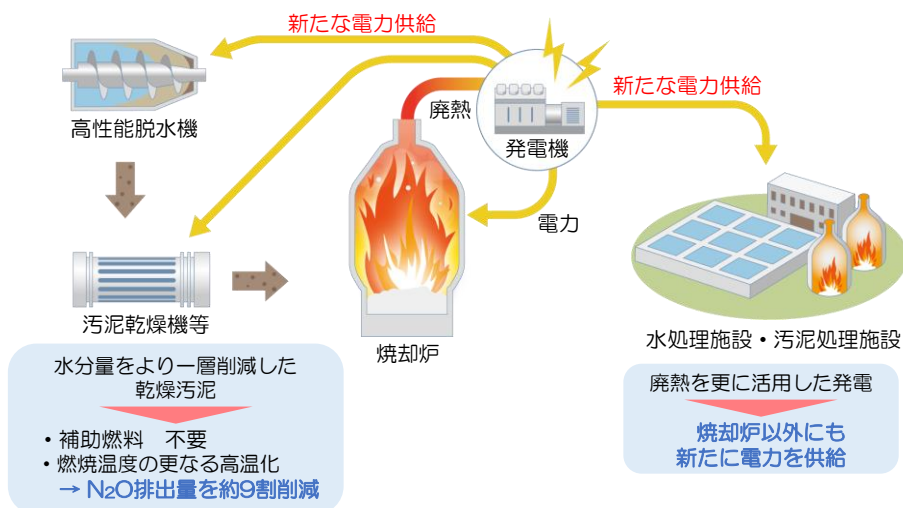 新たな電力供給
高性能脱水機
廃熱
発電機
新たな電力供給
電力
汚泥乾燥機等
焼却炉
水処理施設・汚泥処理施設
水分量をより一層削減した
乾燥汚泥
・補助燃料　不要
・燃焼温度の更なる高温化
→ N2O排出量を約9割削減
廃熱を更に活用した発電
焼却炉以外にも
新たに電力を供給